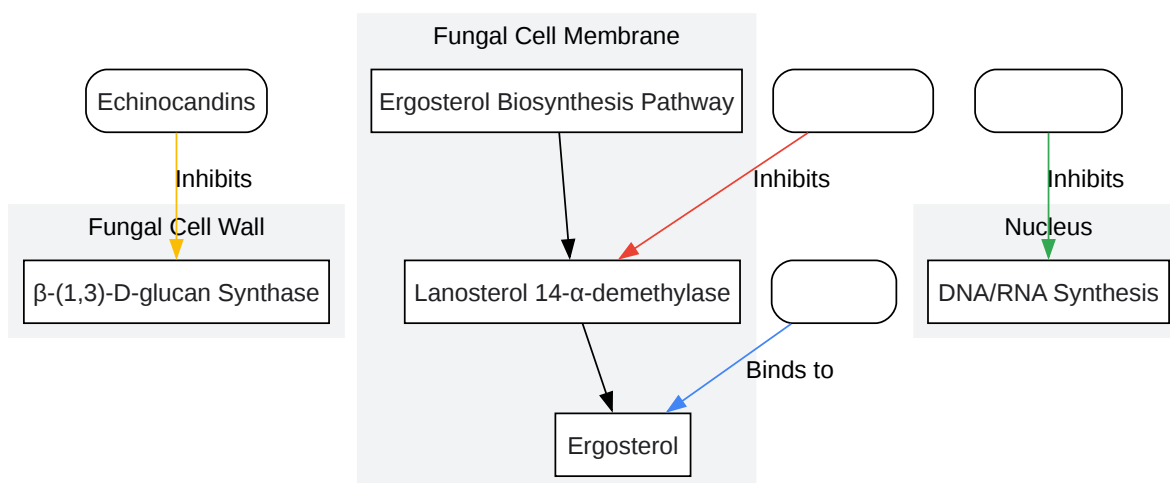 Fungal Cell Membrane
Echinocandins
Ergosterol Biosynthesis Pathway
Inhibits
Inhibits
Inhibits
Fungal Cell Wall
Nucleus
β-(1,3)-D-glucan Synthase
Lanosterol 14-α-demethylase
DNA/RNA Synthesis
Binds to
Ergosterol